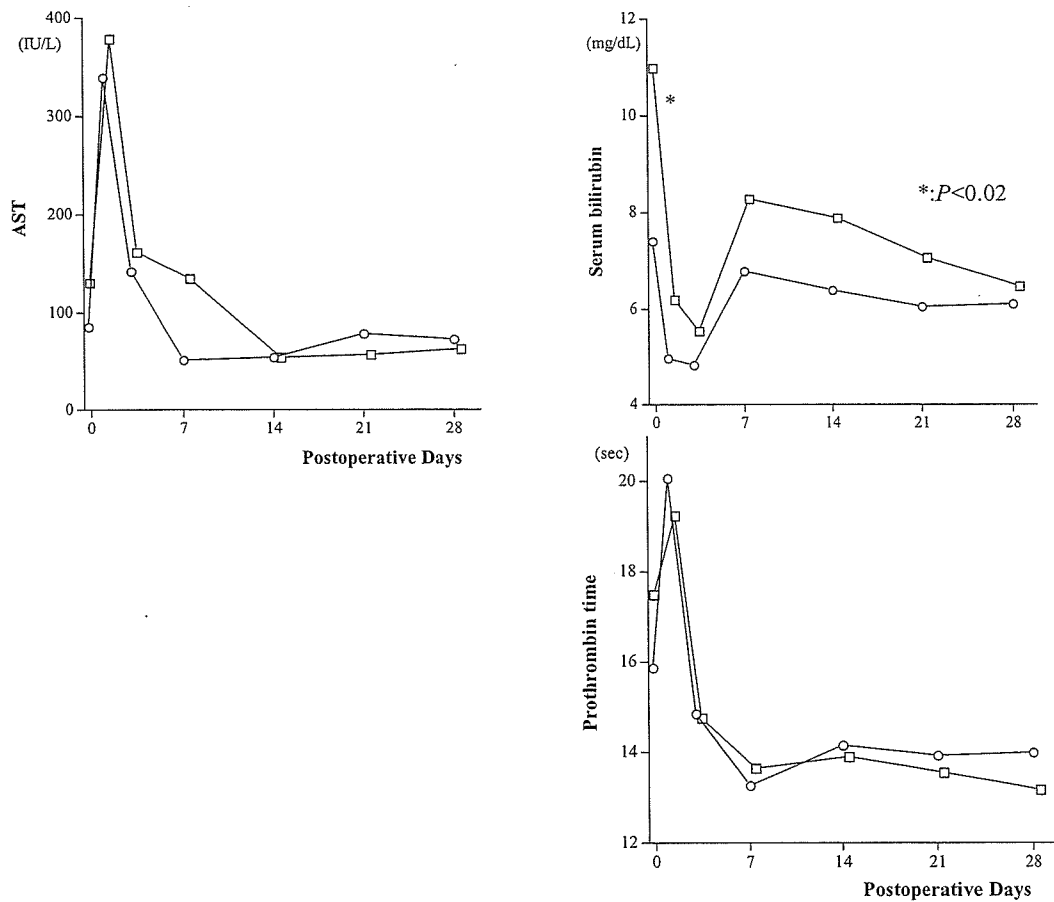 400
(IU/L)
300
200
100
0
AST
0 7 14 21 28
Postoperative Days
12
(mg/dL)
10
8
6
4
Serum bilirubin
*
*:P<0.02
0 7 14 21 28
(sec)
20
18
16
14
12
Prothrombin time
0 7 14 21 28
Postoperative Days